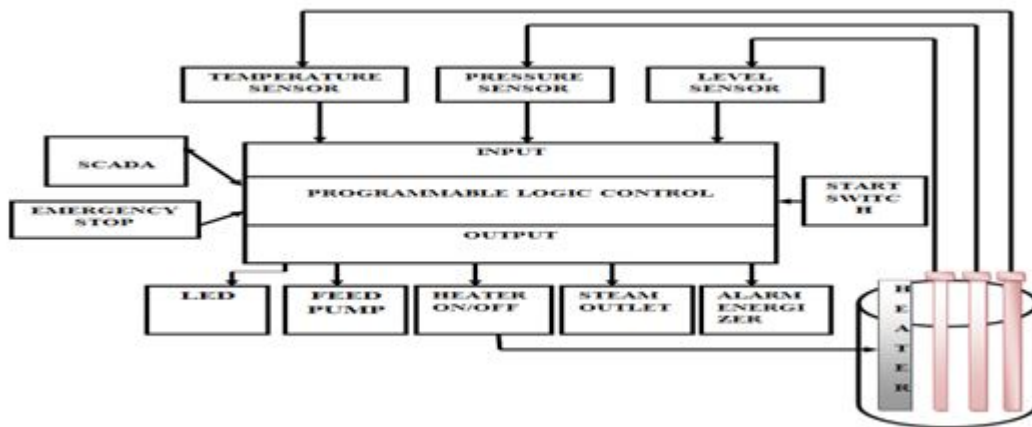 TEMPERATURE
SENSOR
PRESSURE
SENSOR
LEVEL
SENSOR
INPUT
SCADA
PROGRAMMABLE LOGIC CONTROL
START
SWITC
H
EMERGENCY
STOP
OUTPUT
LED
FEED
PUMP
HEATER
ON/OFF
STEAM
OUTLET
ALARM
ENERGI
ZER
H
E
A
T
E
R